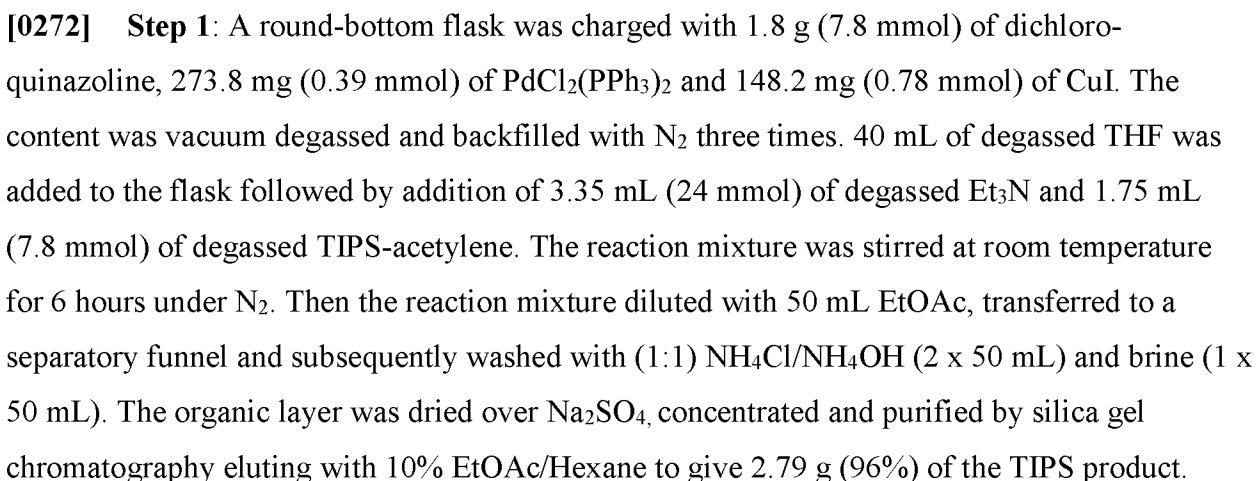 [0272] Step 1: A round-bottom flask was charged with 1.8 g (7.8 mmol) of dichloro-
quinazoline, 273.8 mg (0.39 mmol) of PdCl₂(PPh₃)₂ and 148.2 mg (0.78 mmol) of CuI. The
content was vacuum degassed and backfilled with N₂ three times. 40 mL of degassed THF was
added to the flask followed by addition of 3.35 mL (24 mmol) of degassed Et₃N and 1.75 mL
(7.8 mmol) of degassed TIPS-acetylene. The reaction mixture was stirred at room temperature
for 6 hours under N₂. Then the reaction mixture diluted with 50 mL EtOAc, transferred to a
separatory funnel and subsequently washed with (1:1) NH₄Cl/NH₄OH (2 x 50 mL) and brine (1 x
50 mL). The organic layer was dried over Na₂SO₄, concentrated and purified by silica gel
chromatography eluting with 10% EtOAc/Hexane to give 2.79 g (96%) of the TIPS product.